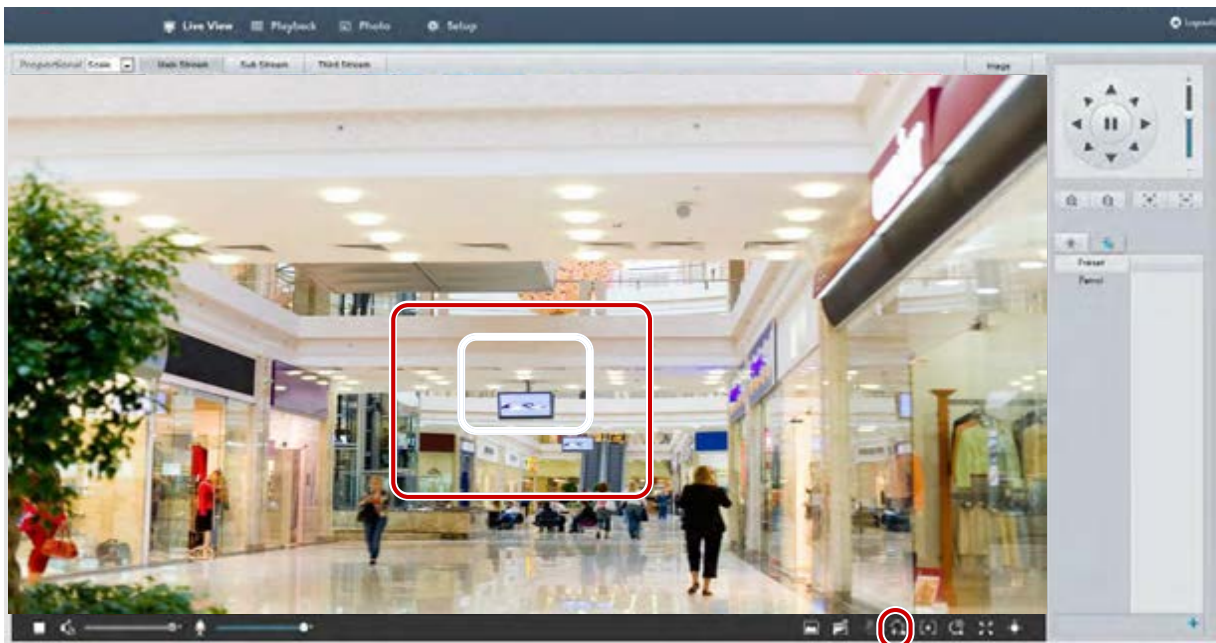 Live View Playback Photo Setup
Logout
Proportional Scale Main Stream Sub Stream Third Stream Image
Preset
Patrol